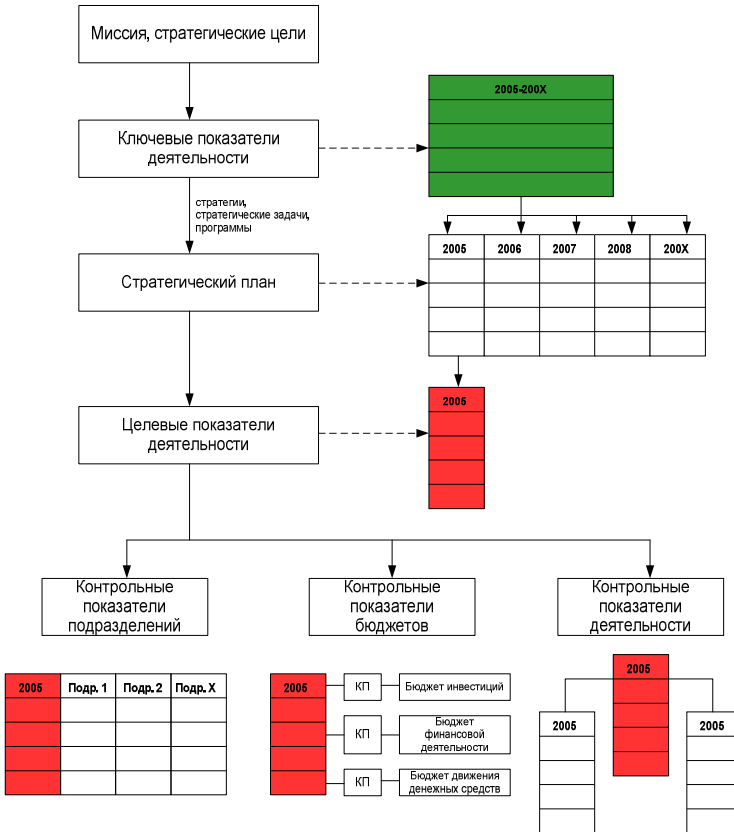 Миссия, стратегические цели
2005-200X
Ключевые показатели
деятельности
стратегии,
стратегические задачи,
программы
2005 2006 2007 2008 200X
Стратегический план
2005
Целевые показатели
деятельности
Контрольные
показатели
подразделений
Контрольные
показатели
бюджетов
Контрольные
показатели
деятельности
2005 Подр. 1 Подр. 2 Подр. X
2005 КП Бюджет инвестиций
КП Бюджет
финансовой
деятельности
КП Бюджет движения
денежных средств
2005
2005 2005